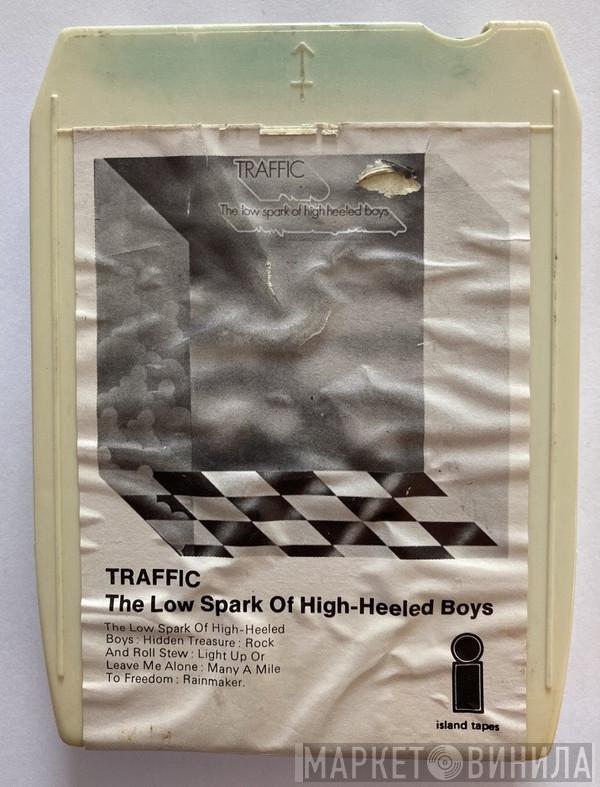 TRAFFIC
The low spark of high heeled boys
TRAFFIC
The Low Spark Of High-Heeled Boys
The Low Spark Of High-Heeled
Boys : Hidden Treasure : Rock
And Roll Stew : Light Up Or
Leave Me Alone : Many A Mile
To Freedom : Rainmaker.
island tapes
МАРКЕТ ВИНИЛА